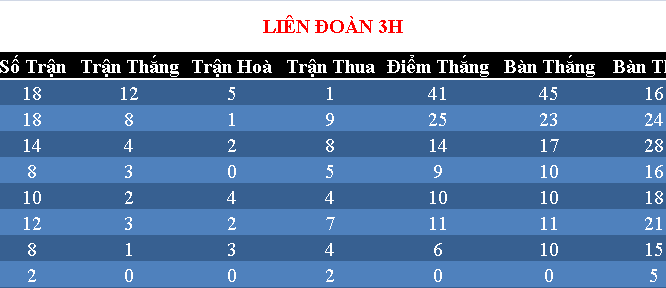 LIÊN ĐOÀN 3H
Số Trận Trận Thắng Trận Hoà Trận Thua Điểm Thắng Bàn Thắng Bàn
18 12 5 1 41 45 16
18 8 1 9 25 23 24
14 4 2 8 14 17 28
8 3 0 5 9 10 16
10 2 4 4 10 10 18
12 3 2 7 11 11 21
8 1 3 4 6 10 15
2 0 0 2 0 0 5